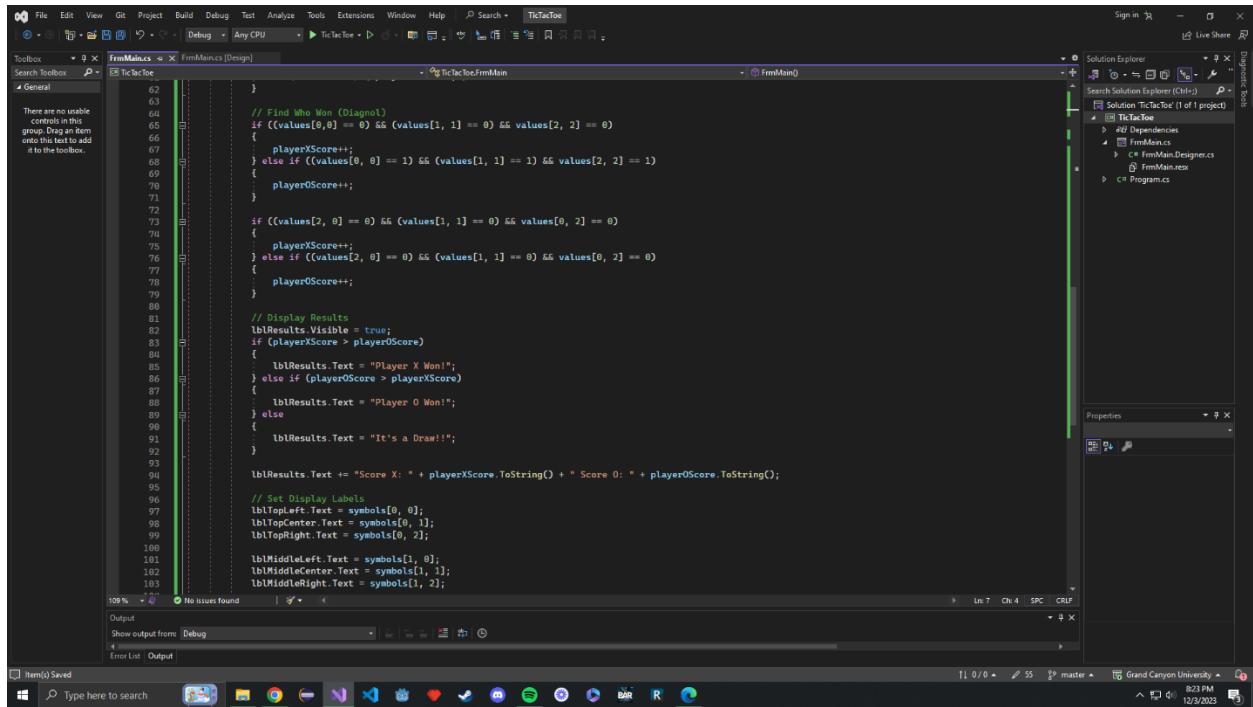 File Edit View Git Project Build Debug Test Analyze Tools Extensions Window Help Search TicTacToe Sign in
Debug Any CPU TicTacToe Live Share
Toolbox
Search Toolbox
General
There are no usable
controls in this
group. Drag an item
onto this text to add
it to the toolbox.
FrmMain.cs FrmMain.cs [Design]
TicTacToe TicTacToe.FrmMain FrmMain()
62 }
63
64 // Find Who Won (Diagnol)
65 if ((values[0,0] == 0) && (values[1, 1] == 0) && values[2, 2] == 0)
66 {
67 playerXScore++;
68 } else if ((values[0, 0] == 1) && (values[1, 1] == 1) && values[2, 2] == 1)
69 {
70 playerOScore++;
71 }
72
73 if ((values[2, 0] == 0) && (values[1, 1] == 0) && values[0, 2] == 0)
74 {
75 playerXScore++;
76 } else if ((values[2, 0] == 0) && (values[1, 1] == 0) && values[0, 2] == 0)
77 {
78 playerOScore++;
79 }
80
81 // Display Results
82 lblResults.Visible = true;
83 if (playerXScore > playerOScore)
84 {
85 lblResults.Text = "Player X Won!";
86 } else if (playerOScore > playerXScore)
87 {
88 lblResults.Text = "Player O Won!";
89 } else
90 {
91 lblResults.Text = "It's a Draw!!";
92 }
93
94 lblResults.Text += "Score X: " + playerXScore.ToString() + " Score O: " + playerOScore.ToString();
95
96 // Set Display Labels
97 lblTopLeft.Text = symbols[0, 0];
98 lblTopCenter.Text = symbols[0, 1];
99 lblTopRight.Text = symbols[0, 2];
100
101 lblMiddleLeft.Text = symbols[1, 0];
102 lblMiddleCenter.Text = symbols[1, 1];
103 lblMiddleRight.Text = symbols[1, 2];
109 % No issues found Ln: 7 Ch: 4 SPC CRLF
Output
Show output from: Debug
Error List Output
Solution Explorer
Search Solution Explorer (Ctrl+;)
Solution 'TicTacToe' (1 of 1 project)
TicTacToe
Dependencies
FrmMain.cs
C# FrmMain.Designer.cs
FrmMain.resx
C# Program.cs
Properties
Diagnostic Tools
Item(s) Saved 0 / 0 55 master Grand Canyon University
Type here to search BAR R 8:23 PM
12/3/2023